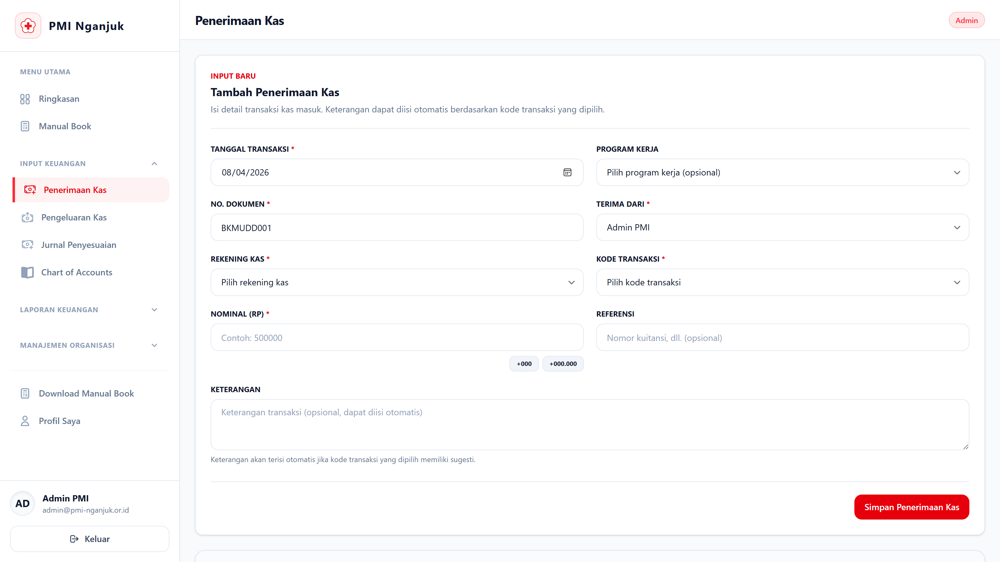 PMI Nganjuk
MENU UTAMA
Ringkasan
Manual Book
INPUT KEUANGAN
Penerimaan Kas
Pengeluaran Kas
Jurnal Penyesuaian
Chart of Accounts
LAPORAN KEUANGAN
MANAJEMEN ORGANISASI
Download Manual Book
Profil Saya
AD
Admin PMI
admin@pmi-nganjuk.or.id
Keluar
Penerimaan Kas
Admin
INPUT BARU
Tambah Penerimaan Kas
Isi detail transaksi kas masuk. Keterangan dapat diisi otomatis berdasarkan kode transaksi yang dipilih.
TANGGAL TRANSAKSI *
08/04/2026
PROGRAM KERJA
Pilih program kerja (opsional)
NO. DOKUMEN *
BKMUDD001
TERIMA DARI *
Admin PMI
REKENING KAS *
Pilih rekening kas
KODE TRANSAKSI *
Pilih kode transaksi
NOMINAL (RP) *
Contoh: 500000
+000
+000.000
REFERENSI
Nomor kuitansi, dll. (opsional)
KETERANGAN
Keterangan transaksi (opsional, dapat diisi otomatis)
Keterangan akan terisi otomatis jika kode transaksi yang dipilih memiliki sugesti.
Simpan Penerimaan Kas